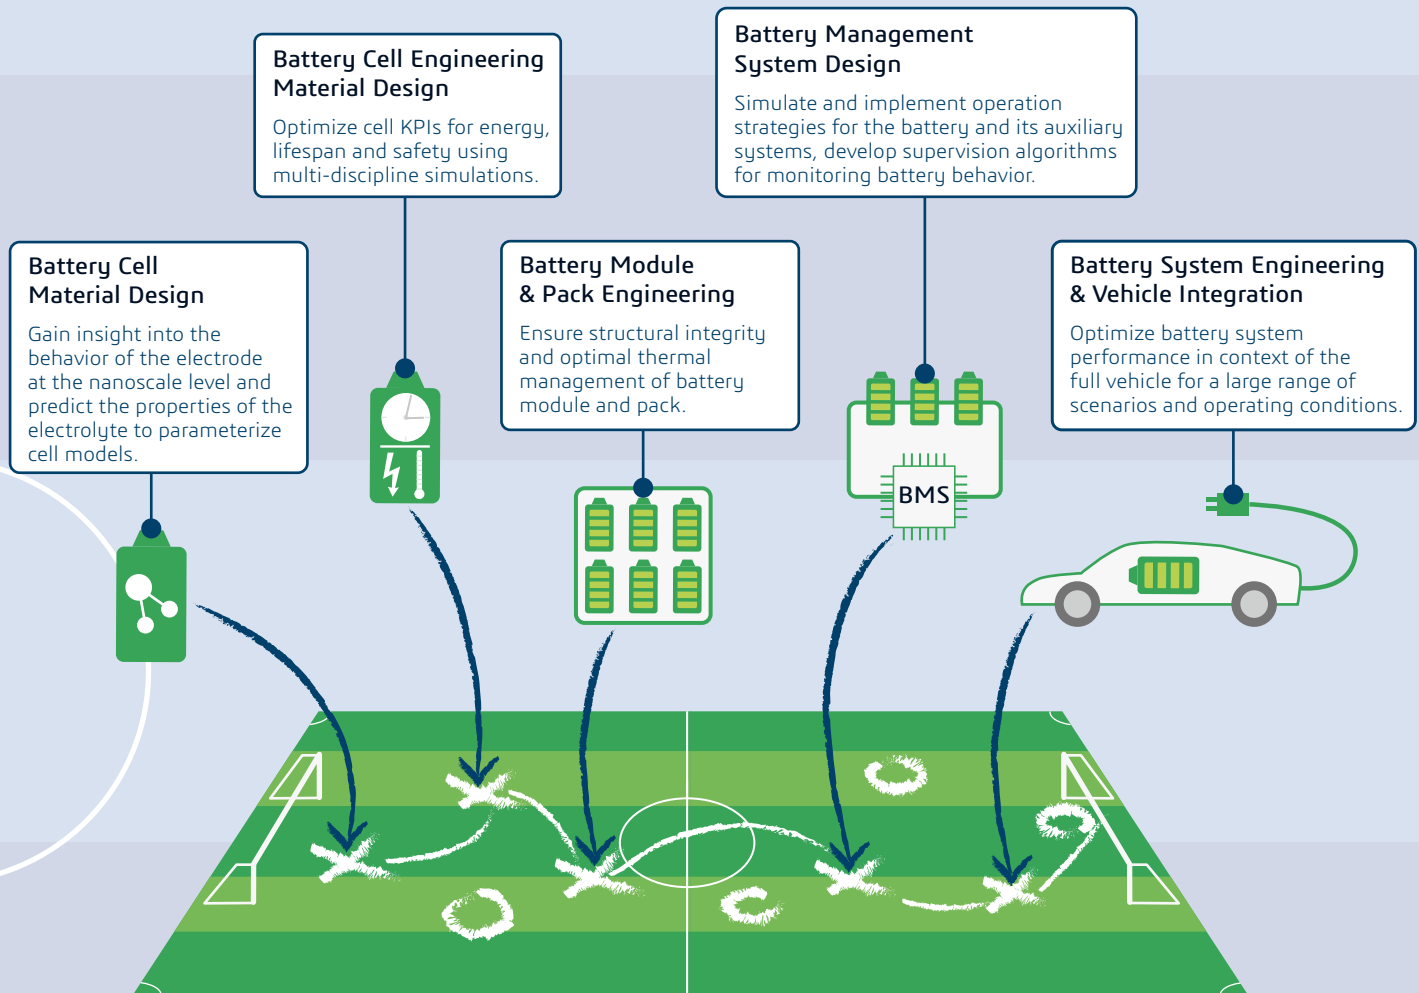 Battery Cell Engineering
Material Design
Optimize cell KPIs for energy,
lifespan and safety using
multi-discipline simulations.
Battery Management
System Design
Simulate and implement operation
strategies for the battery and its auxiliary
systems, develop supervision algorithms
for monitoring battery behavior.
Battery Cell
Material Design
Gain insight into the
behavior of the electrode
at the nanoscale level and
predict the properties of the
electrolyte to parameterize
cell models.
Battery Module
& Pack Engineering
Ensure structural integrity
and optimal thermal
management of battery
module and pack.
Battery System Engineering
& Vehicle Integration
Optimize battery system
performance in context of the
full vehicle for a large range of
scenarios and operating conditions.
BMS